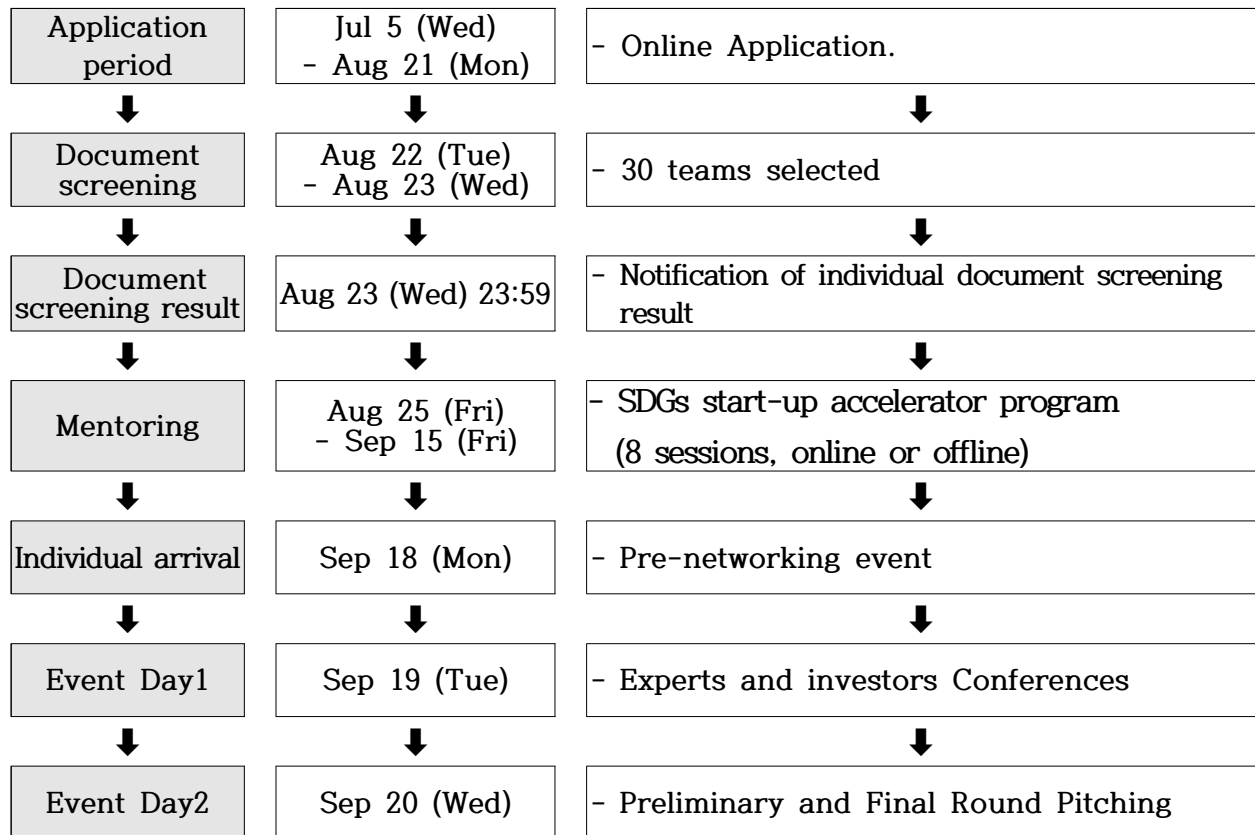 Application
period
Jul 5 (Wed)
- Aug 21 (Mon)
- Online Application.
Document
screening
Aug 22 (Tue)
- Aug 23 (Wed)
- 30 teams selected
Document
screening result
Aug 23 (Wed) 23:59
- Notification of individual document screening
result
Mentoring
Aug 25 (Fri)
- Sep 15 (Fri)
- SDGs start-up accelerator program
(8 sessions, online or offline)
Individual arrival
Sep 18 (Mon)
- Pre-networking event
Event Day1
Sep 19 (Tue)
- Experts and investors Conferences
Event Day2
Sep 20 (Wed)
- Preliminary and Final Round Pitching